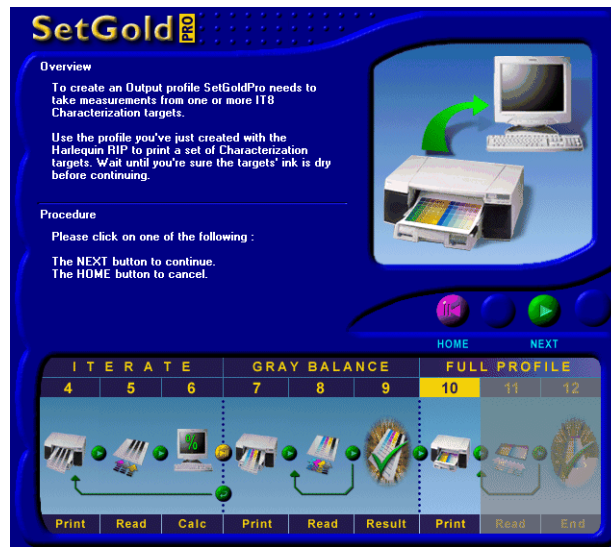 SetGold PRO
Overview
To create an Output profile SetGoldPro needs to
take measurements from one or more IT8
Characterization targets.
Use the profile you've just created with the
Harlequin RIP to print a set of Characterization
targets. Wait until you're sure the targets' ink is dry
before continuing.
Procedure
Please click on one of the following :
The NEXT button to continue.
The HOME button to cancel.
HOME NEXT
ITERATE GRAY BALANCE FULL PROFILE
4 5 6 7 8 9 10 11 12
%
Print Read Calc Print Read Result Print Read End